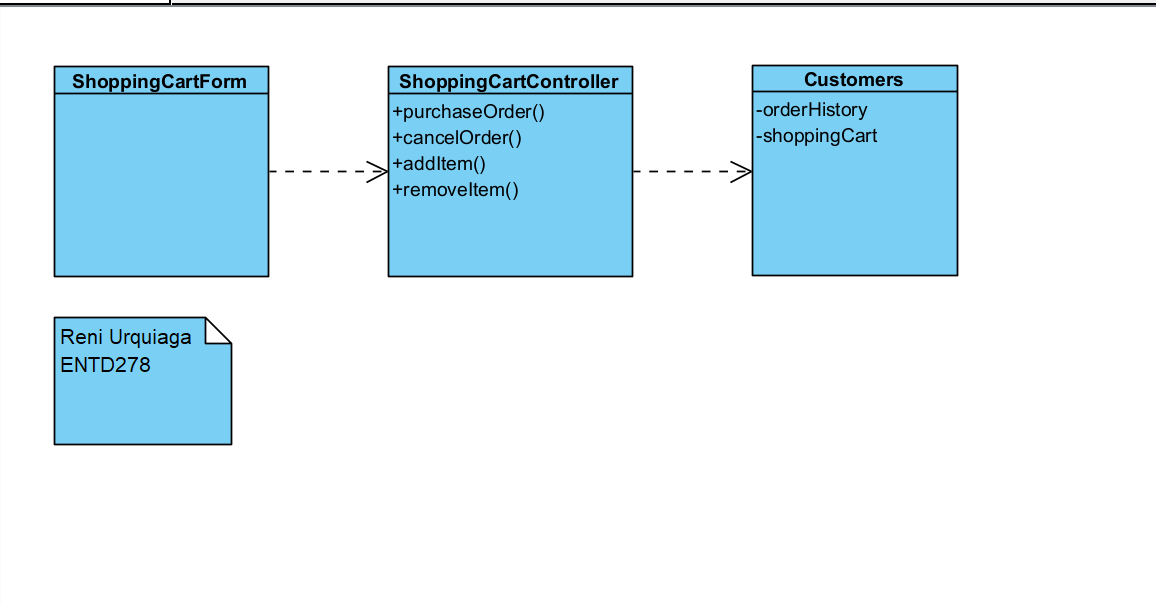 ShoppingCartForm
ShoppingCartController
+purchaseOrder()
+cancelOrder()
+addItem()
+removeItem()
Customers
-orderHistory
-shoppingCart
Reni Urquiaga
ENTD278